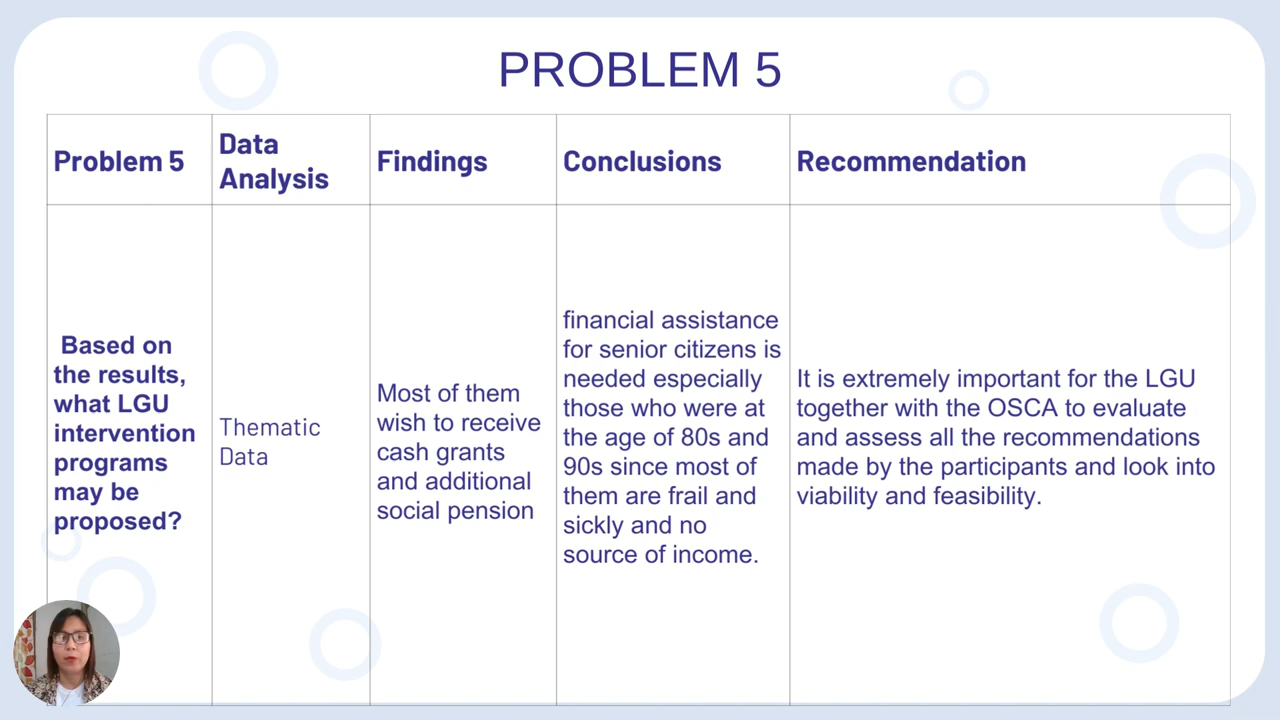 PROBLEM 5
Problem 5
Data
Analysis
Findings
Conclusions
Recommendation
Based on
the results,
what LGU
intervention
programs
may be
proposed?
Thematic
Data
Most of them
wish to receive
cash grants
and additional
social pension
financial assistance
for senior citizens is
needed especially
those who were at
the age of 80s and
90s since most of
them are frail and
sickly and no
source of income.
It is extremely important for the LGU
together with the OSCA to evaluate
and assess all the recommendations
made by the participants and look into
viability and feasibility.